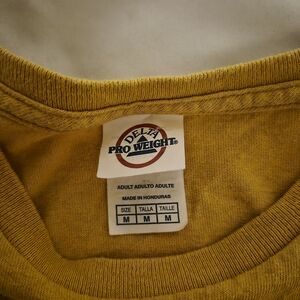 DELTA
PRO WEIGHT®
ADULT ADULTO ADULTE
MADE IN HONDURAS
SIZE TALLA TAILLE
M M M